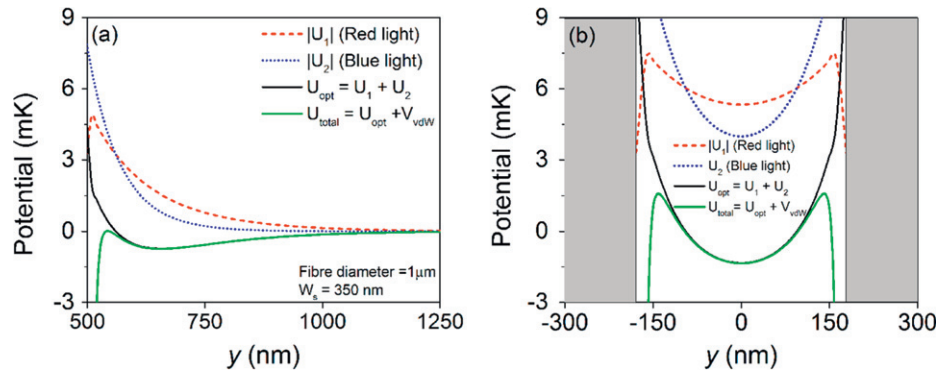 (a)
|U₁| (Red light)
|U₂| (Blue light)
Uopt = U₁ + U₂
Utotal = Uopt +VvdW
Fibre diameter =1μm
Ws = 350 nm
Potential (mK)
9
6
3
0
-3
500
750
1000
1250
y (nm)
(b)
|U₁| (Red light)
U₂ (Blue light)
Uopt = U₁ + U₂
Utotal = Uopt + VvdW
Potential (mK)
9
6
3
0
-3
-300
-150
0
150
300
y (nm)